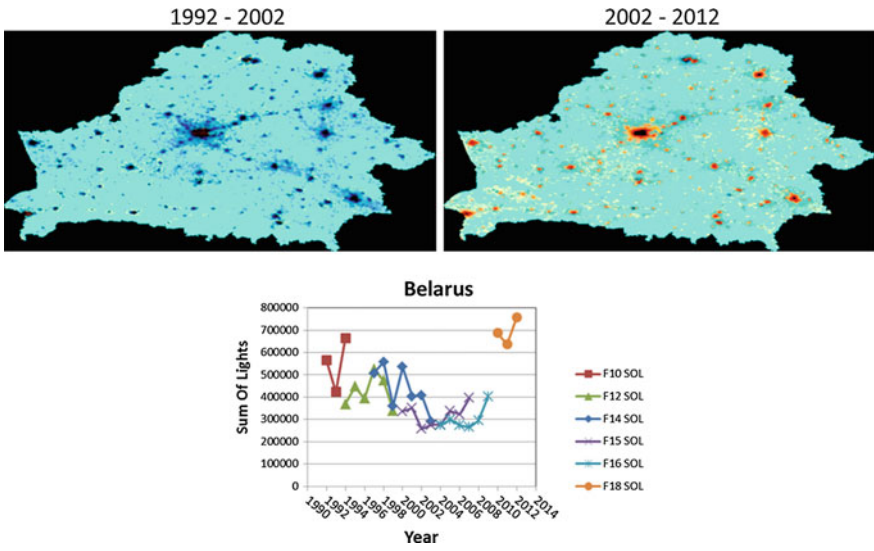 1992 - 2002
2002 - 2012
Belarus
Sum Of Lights
800000
700000
600000
500000
400000
300000
200000
100000
0
1990
1992
1994
1996
1998
2000
2002
2004
2006
2008
2010
2012
2014
Year
F10 SOL
F12 SOL
F14 SOL
F15 SOL
F16 SOL
F18 SOL